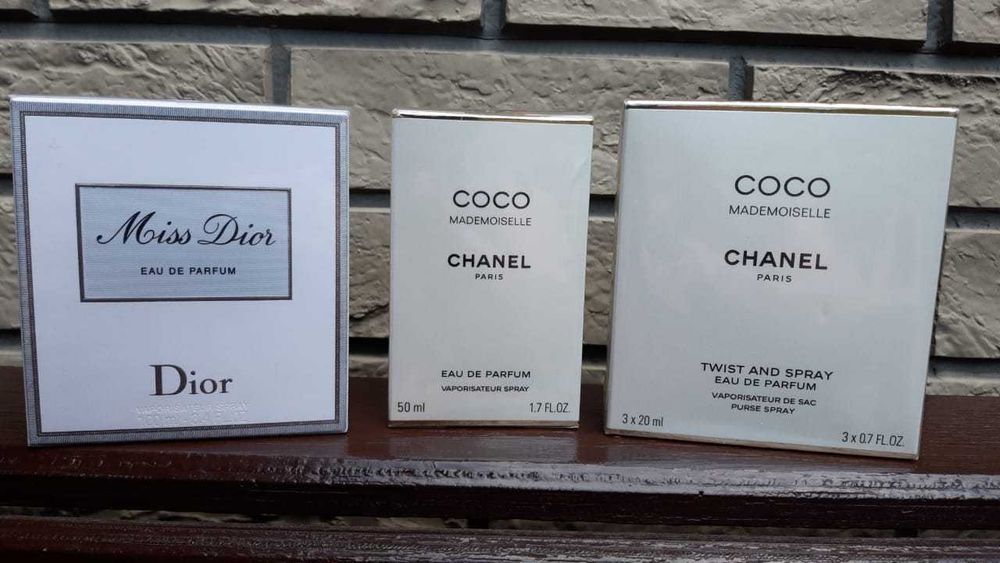 Miss Dior
EAU DE PARFUM
Dior
VAPORISATEUR SPRAY
COCO
MADEMOISELLE
CHANEL
PARIS
EAU DE PARFUM
VAPORISATEUR SPRAY
50 ml
1.7 FL.OZ.
COCO
MADEMOISELLE
CHANEL
PARIS
TWIST AND SPRAY
EAU DE PARFUM
VAPORISATEUR DE SAC
PURSE SPRAY
3 x 20 ml
3 x 0.7 FL.OZ.